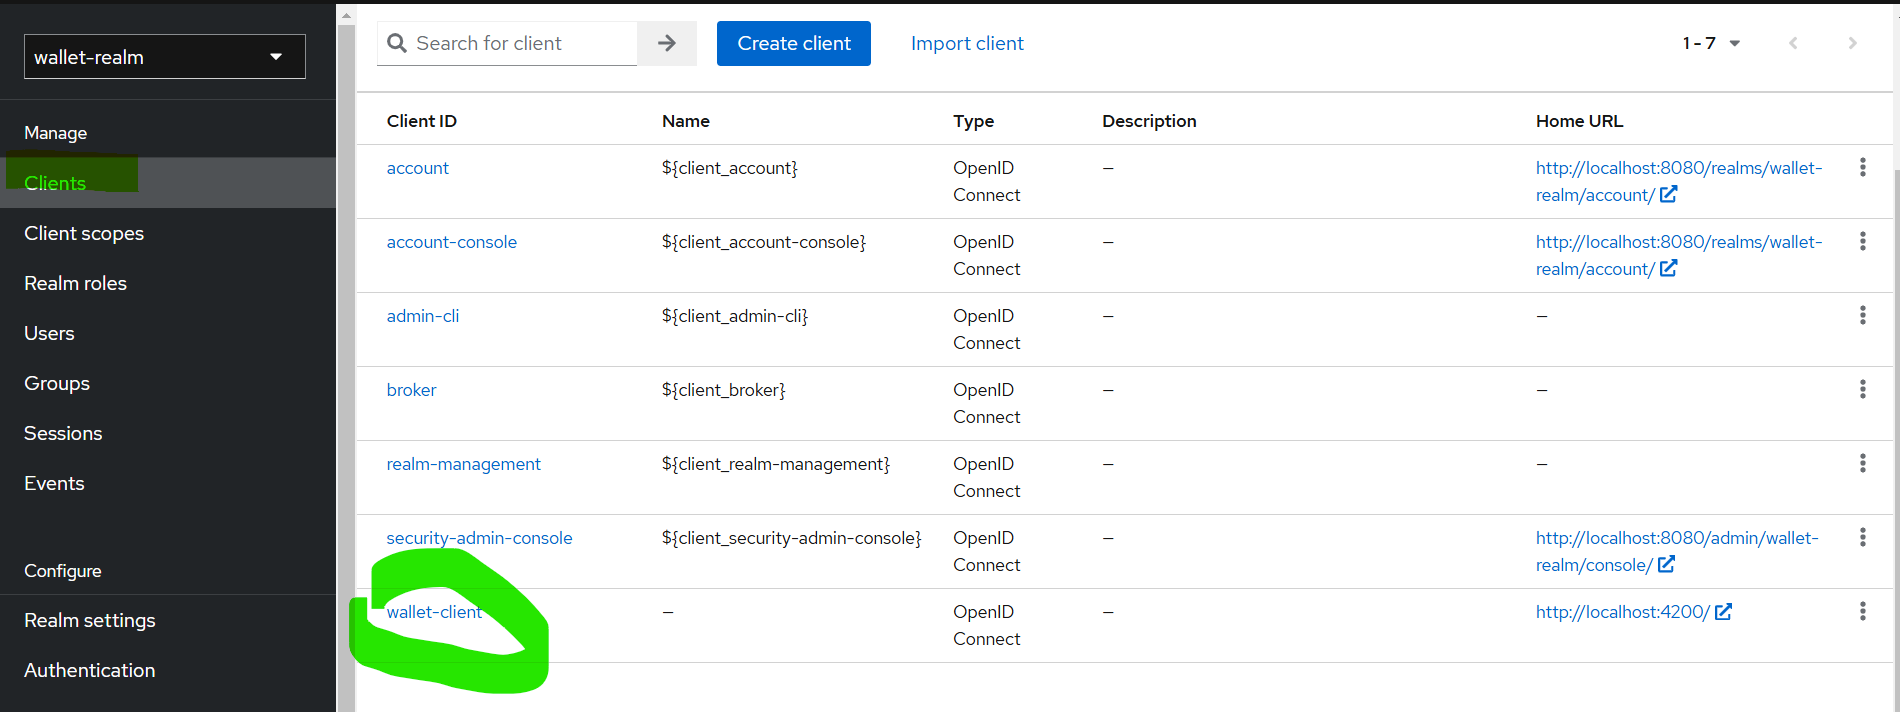 wallet-realm
Manage
Clients
Client scopes
Realm roles
Users
Groups
Sessions
Events
Configure
Realm settings
Authentication
Search for client
Create client
Import client
1 - 7
Client ID Name Type Description Home URL
account ${client_account} OpenID — http://localhost:8080/realms/wallet-
Connect realm/account/
account-console ${client_account-console} OpenID — http://localhost:8080/realms/wallet-
Connect realm/account/
admin-cli ${client_admin-cli} OpenID — —
Connect
broker ${client_broker} OpenID — —
Connect
realm-management ${client_realm-management} OpenID — —
Connect
security-admin-console ${client_security-admin-console} OpenID — http://localhost:8080/admin/wallet-
Connect realm/console/
wallet-client — OpenID — http://localhost:4200/
Connect